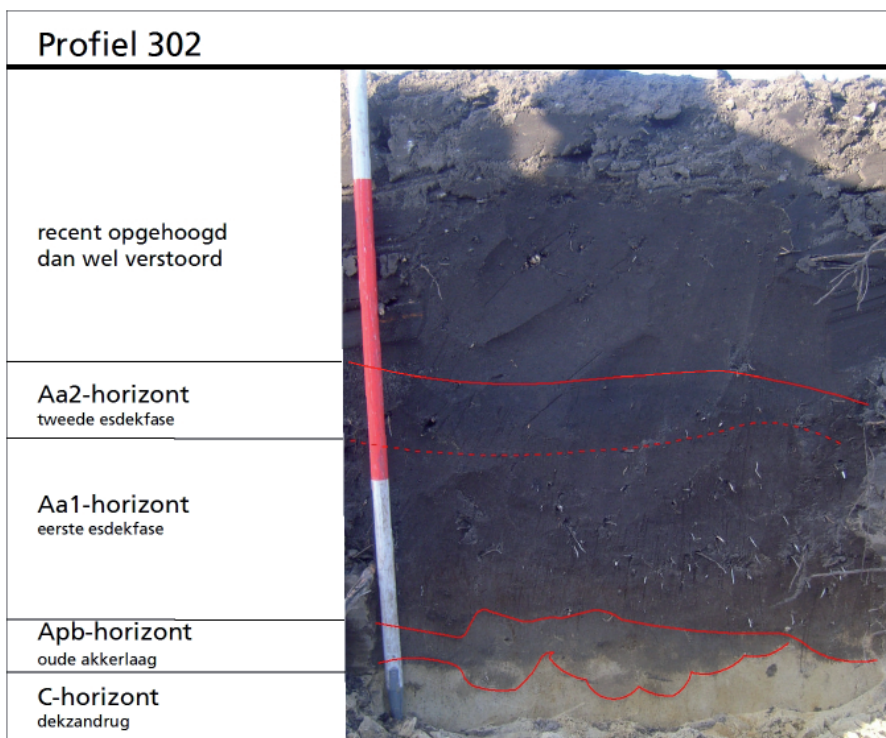 Profiel 302
recent opgehoogd
dan wel verstoord
Aa2-horizont
tweede esdekfase
Aa1-horizont
eerste esdekfase
Apb-horizont
oude akkerlaag
C-horizont
dekzandrug